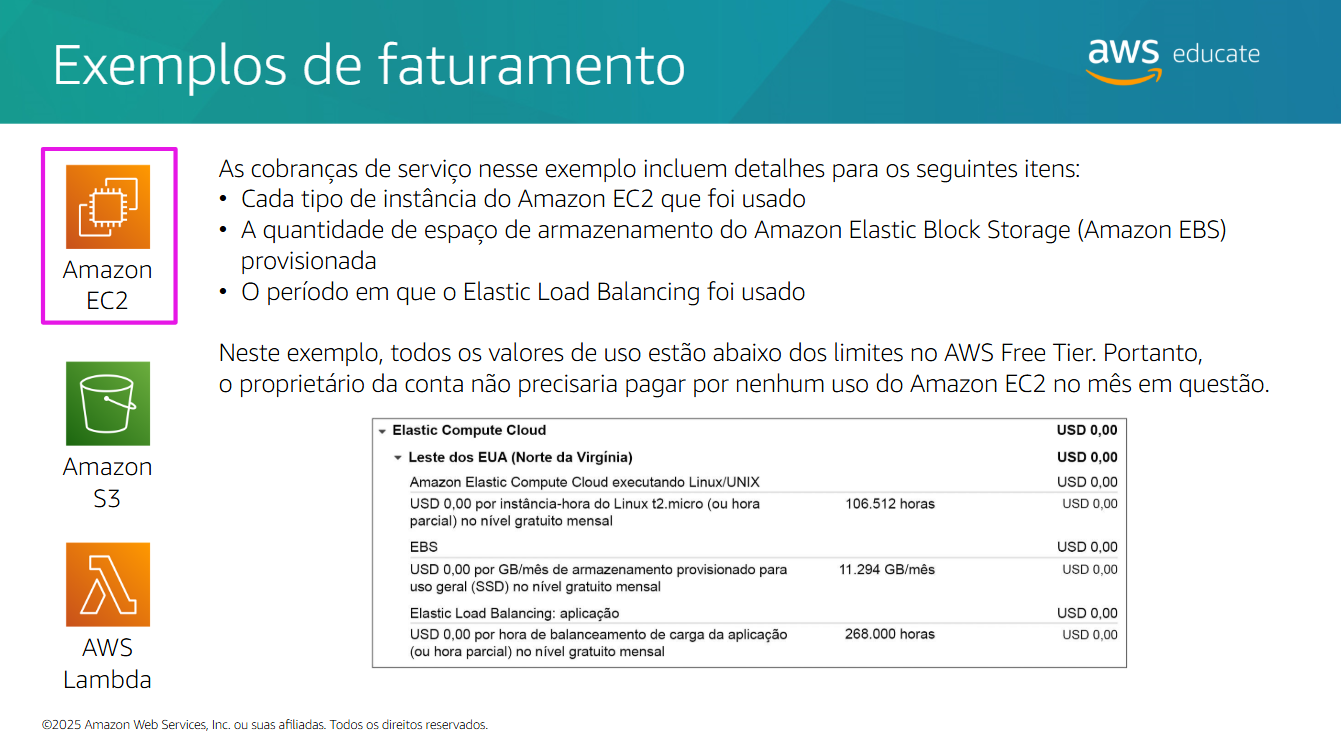 Exemplos de faturamento
aws educate
Amazon
EC2
Amazon
S3
AWS
Lambda
As cobranças de serviço nesse exemplo incluem detalhes para os seguintes itens:
• Cada tipo de instância do Amazon EC2 que foi usado
• A quantidade de espaço de armazenamento do Amazon Elastic Block Storage (Amazon EBS)
provisionada
• O período em que o Elastic Load Balancing foi usado
Neste exemplo, todos os valores de uso estão abaixo dos limites no AWS Free Tier. Portanto,
o proprietário da conta não precisaria pagar por nenhum uso do Amazon EC2 no mês em questão.
Elastic Compute Cloud USD 0,00
Leste dos EUA (Norte da Virgínia) USD 0,00
Amazon Elastic Compute Cloud executando Linux/UNIX USD 0,00
USD 0,00 por instância-hora do Linux t2.micro (ou hora 106.512 horas USD 0,00
parcial) no nível gratuito mensal
EBS USD 0,00
USD 0,00 por GB/mês de armazenamento provisionado para 11.294 GB/mês USD 0,00
uso geral (SSD) no nível gratuito mensal
Elastic Load Balancing: aplicação USD 0,00
USD 0,00 por hora de balanceamento de carga da aplicação 268.000 horas USD 0,00
(ou hora parcial) no nível gratuito mensal
©2025 Amazon Web Services, Inc. ou suas afiliadas. Todos os direitos reservados.